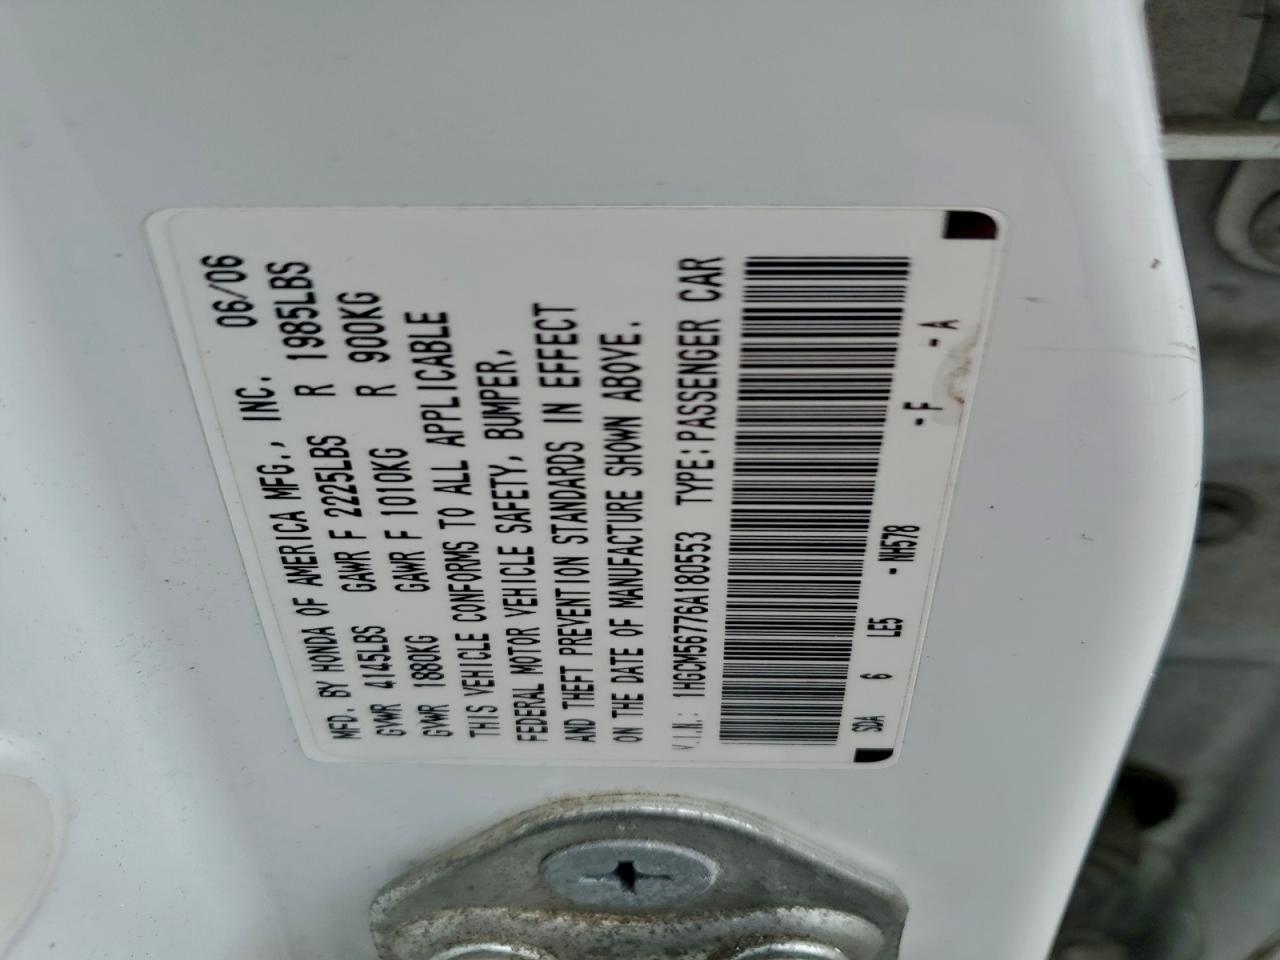 MFD. BY HONDA OF AMERICA MFG., INC. 06/06
GVWR 4145LBS GAWR F 2225LBS R 1985LBS
GVWR 1880KG GAWR F 1010KG R 900KG
THIS VEHICLE CONFORMS TO ALL APPLICABLE
FEDERAL MOTOR VEHICLE SAFETY, BUMPER,
AND THEFT PREVENTION STANDARDS IN EFFECT
ON THE DATE OF MANUFACTURE SHOWN ABOVE.
V.I.N.: 1HGCM56776A180553 TYPE:PASSENGER CAR
SDA 6 LE5 -NH578 -F -A